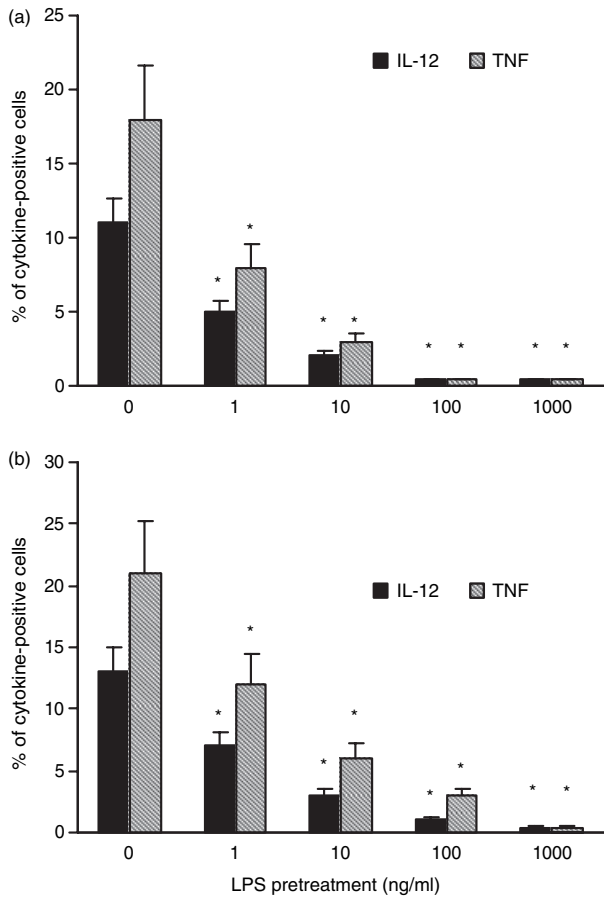 (a)
25
20
15
10
5
0
% of cytokine-positive cells
IL-12 TNF
* *
* *
* *
* *
0 1 10 100 1000
(b)
30
25
20
15
10
5
0
% of cytokine-positive cells
IL-12 TNF
* *
* *
* *
* *
0 1 10 100 1000
LPS pretreatment (ng/ml)